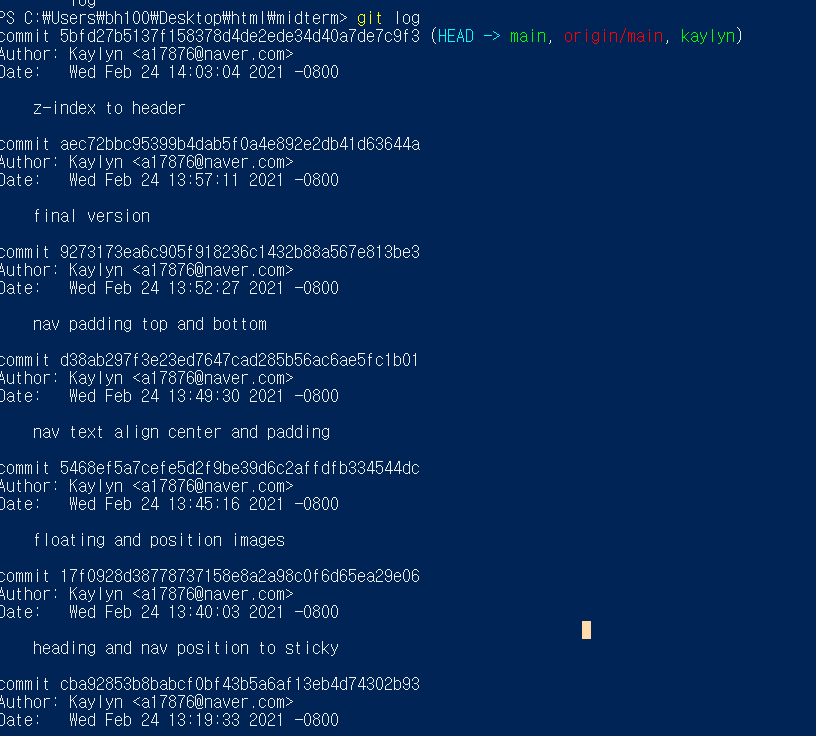 log
PS C:₩Users₩bh100₩Desktop₩html₩midterm> git log
commit 5bfd27b5137f158378d4de2ede34d40a7de7c9f3 (HEAD -> main, origin/main, kaylyn)
Author: Kaylyn <a17876@naver.com>
Date:   Wed Feb 24 14:03:04 2021 -0800
z-index to header
commit aec72bbc95399b4dab5f0a4e892e2db41d63644a
Author: Kaylyn <a17876@naver.com>
Date:   Wed Feb 24 13:57:11 2021 -0800
final version
commit 9273173ea6c905f918236c1432b88a567e813be3
Author: Kaylyn <a17876@naver.com>
Date:   Wed Feb 24 13:52:27 2021 -0800
nav padding top and bottom
commit d38ab297f3e23ed7647cad285b56ac6ae5fc1b01
Author: Kaylyn <a17876@naver.com>
Date:   Wed Feb 24 13:49:30 2021 -0800
nav text align center and padding
commit 5468ef5a7cefe5d2f9be39d6c2affdfb334544dc
Author: Kaylyn <a17876@naver.com>
Date:   Wed Feb 24 13:45:16 2021 -0800
floating and position images
commit 17f0928d38778737158e8a2a98c0f6d65ea29e06
Author: Kaylyn <a17876@naver.com>
Date:   Wed Feb 24 13:40:03 2021 -0800
heading and nav position to sticky
commit cba92853b8babcf0bf43b5a6af13eb4d74302b93
Author: Kaylyn <a17876@naver.com>
Date:   Wed Feb 24 13:19:33 2021 -0800